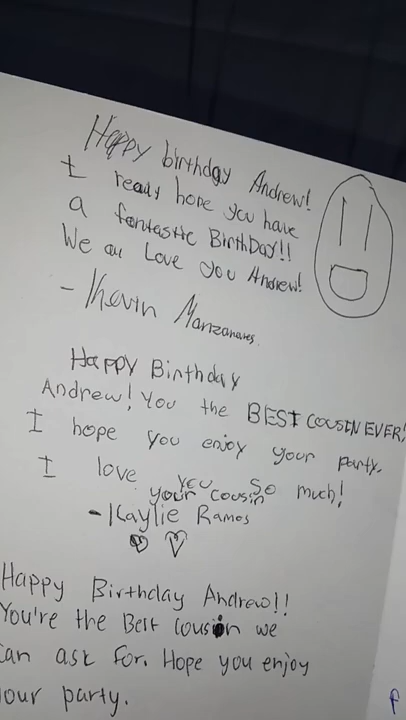 Happy birthday Andrew!
I really hope you have
a fantastic BirthDay!!
We all Love you Andrew!
- Kevin Manzanares
Happy Birthday
Andrew! You the BEST COUSIN EVER!
I hope you enjoy your party.
I love you so much!
your cousin
- Kaylie Ramos
Happy Birthday Andrew!!
You're the Best cousin we
can ask for. Hope you enjoy
your party.